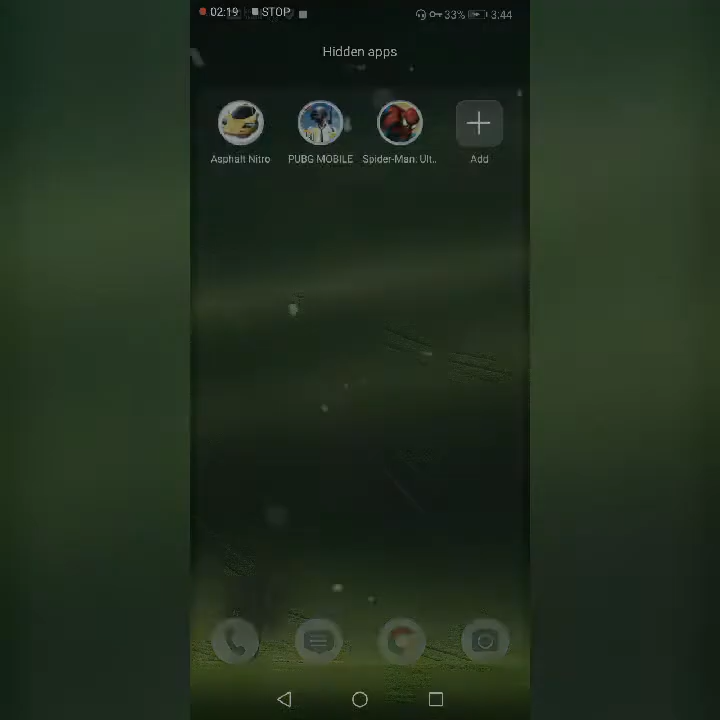 02:19 STOP 33% 3:44
Hidden apps
Asphalt Nitro PUBG MOBILE Spider-Man: Ult.. Add